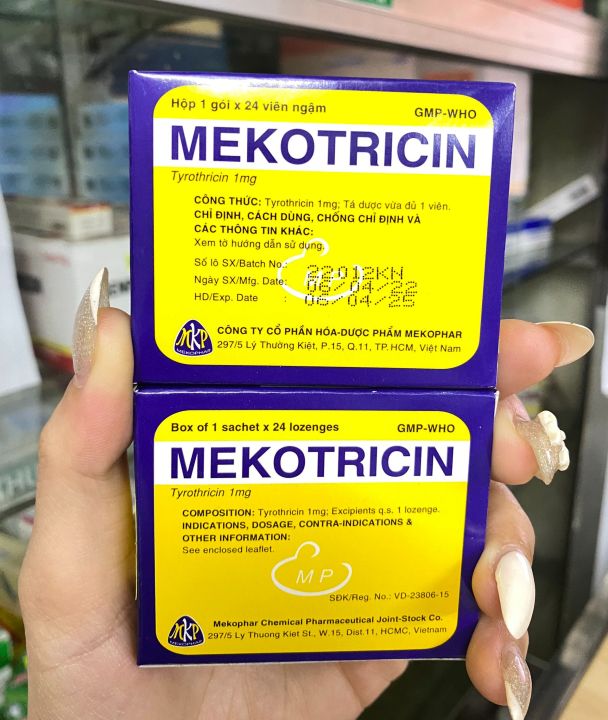 Hộp 1 gói x 24 viên ngậm
GMP-WHO
MEKOTRICIN
Tyrothricin 1mg
CÔNG THỨC: Tyrothricin 1mg; Tá dược vừa đủ 1 viên.
CHỈ ĐỊNH, CÁCH DÙNG, CHỐNG CHỈ ĐỊNH VÀ
CÁC THÔNG TIN KHÁC:
Xem tờ hướng dẫn sử dụng.
Số lô SX/Batch No.: 22012KN
Ngày SX/Mfg. Date: 06/04/22
HD/Exp. Date : 06/04/25
MKP
MEKOPHAR
CÔNG TY CỔ PHẦN HÓA-DƯỢC PHẨM MEKOPHAR
297/5 Lý Thường Kiệt, P.15, Q.11, TP.HCM, Việt Nam
Box of 1 sachet x 24 lozenges
GMP-WHO
MEKOTRICIN
Tyrothricin 1mg
COMPOSITION: Tyrothricin 1mg; Excipients q.s. 1 lozenge.
INDICATIONS, DOSAGE, CONTRA-INDICATIONS &
OTHER INFORMATION:
See enclosed leaflet.
M P
SĐK/Reg. No.: VD-23806-15
MKP
MEKOPHAR
Mekophar Chemical Pharmaceutical Joint-Stock Co.
297/5 Ly Thuong Kiet St., W.15, Dist.11, HCMC, Vietnam